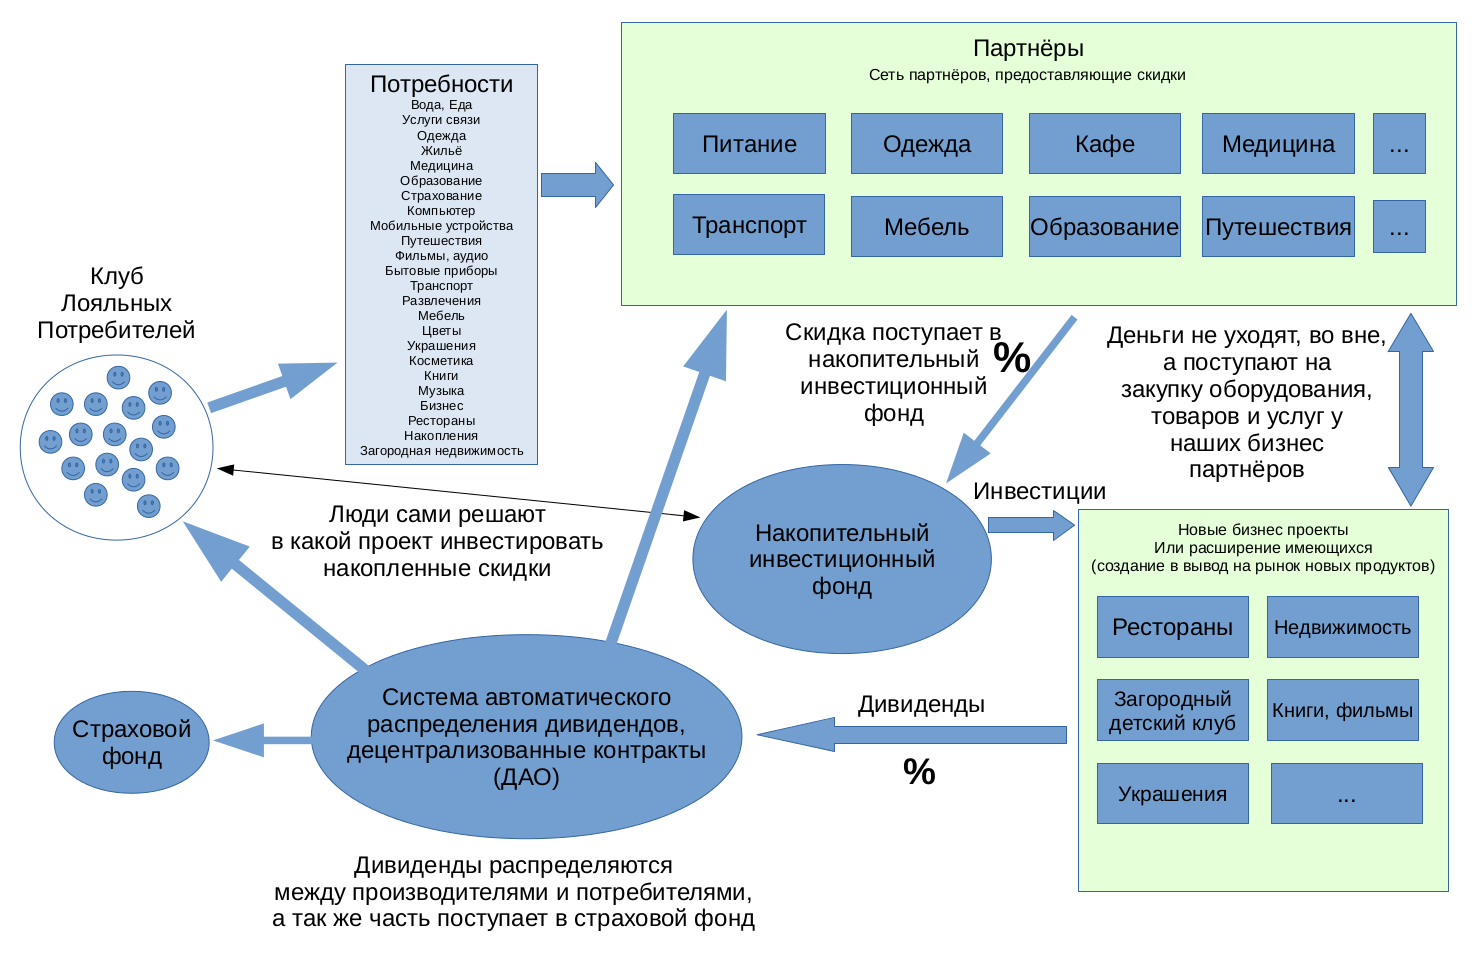 Партнёры
Сеть партнёров, предоставляющие скидки
Питание
Одежда
Кафе
Медицина
...
Транспорт
Мебель
Образование
Путешествия
...
Потребности
Вода, Еда
Услуги связи
Одежда
Жильё
Медицина
Образование
Страхование
Компьютер
Мобильные устройства
Путешествия
Фильмы, аудио
Бытовые приборы
Транспорт
Развлечения
Мебель
Цветы
Украшения
Косметика
Книги
Музыка
Бизнес
Рестораны
Накопления
Загородная недвижимость
Клуб
Лояльных
Потребителей
Скидка поступает в
накопительный
инвестиционный
фонд
%
Деньги не уходят, во вне,
а поступают на
закупку оборудования,
товаров и услуг у
наших бизнес
партнёров
Люди сами решают
в какой проект инвестировать
накопленные скидки
Накопительный
инвестиционный
фонд
Инвестиции
Новые бизнес проекты
Или расширение имеющихся
(создание в вывод на рынок новых продуктов)
Рестораны
Недвижимость
Загородный
детский клуб
Книги, фильмы
Украшения
...
Дивиденды
%
Система автоматического
распределения дивидендов,
децентрализованные контракты
(ДАО)
Страховой
фонд
Дивиденды распределяются
между производителями и потребителями,
а так же часть поступает в страховой фонд